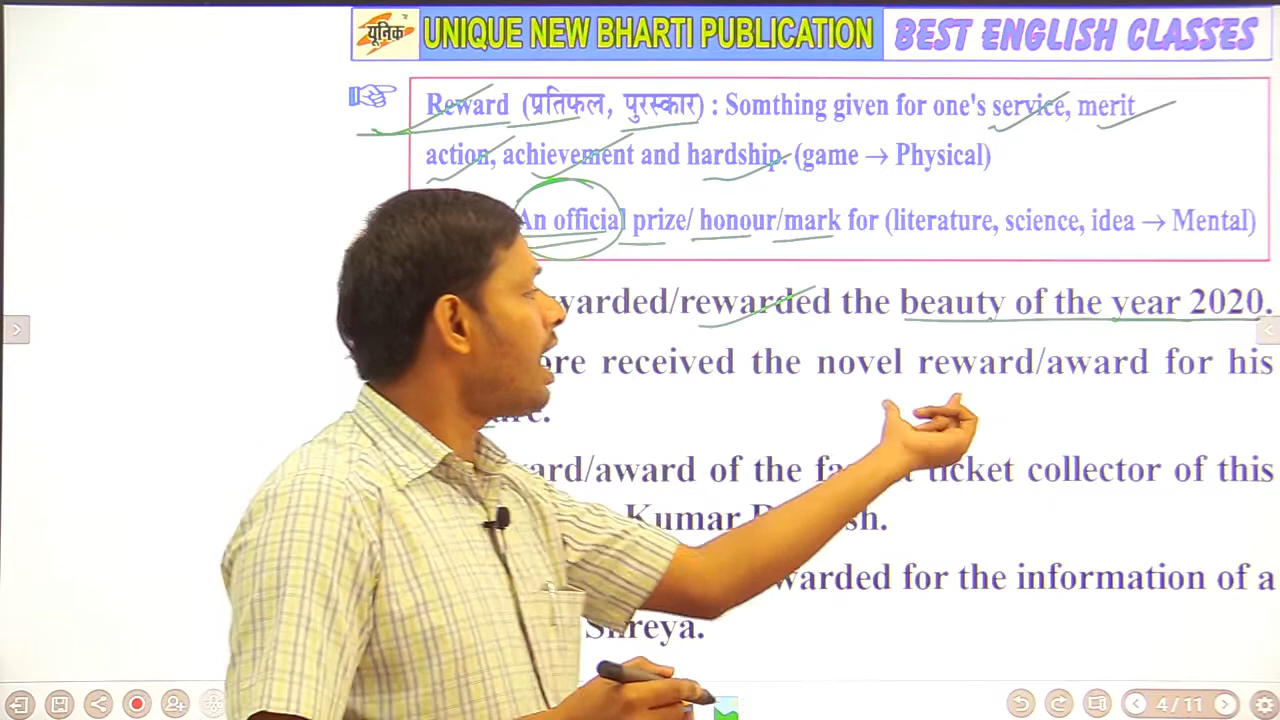 यूनिक UNIQUE NEW BHARTI PUBLICATION BEST ENGLISH CLASSES
Reward (प्रतिफल, पुरस्कार) : Somthing given for one's service, merit
action, achievement and hardship. (game → Physical)
An official prize/ honour/mark for (literature, science, idea → Mental)
warded/rewarded the beauty of the year 2020.
ore received the novel reward/award for his
ard/award of the ticket collector of this
Kumar
warded for the information of a
Shreya.
4/11